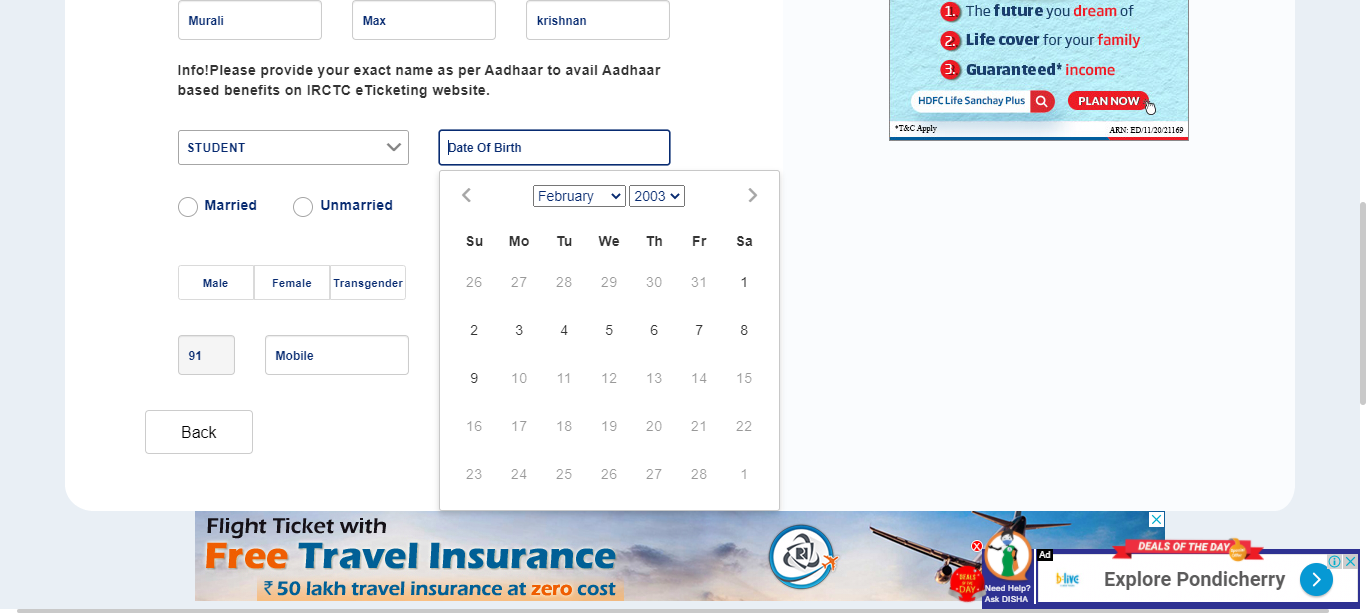 Murali
Max
krishnan
Info!Please provide your exact name as per Aadhaar to avail Aadhaar
based benefits on IRCTC eTicketing website.
STUDENT
Date Of Birth
February 2003
Su Mo Tu We Th Fr Sa
26 27 28 29 30 31 1
2 3 4 5 6 7 8
9 10 11 12 13 14 15
16 17 18 19 20 21 22
23 24 25 26 27 28 1
Married
Unmarried
Male Female Transgender
91
Mobile
Back
1. The future you dream of
2. Life cover for your family
3. Guaranteed* income
HDFC Life Sanchay Plus
PLAN NOW
*T&C Apply
ARN: ED/11/20/21169
Flight Ticket with
Free Travel Insurance
₹ 50 lakh travel insurance at zero cost
DEALS OF THE DAY
Need Help?
Ask DISHA
Ad
DEALS OF THE DAY
b·live
Explore Pondicherry